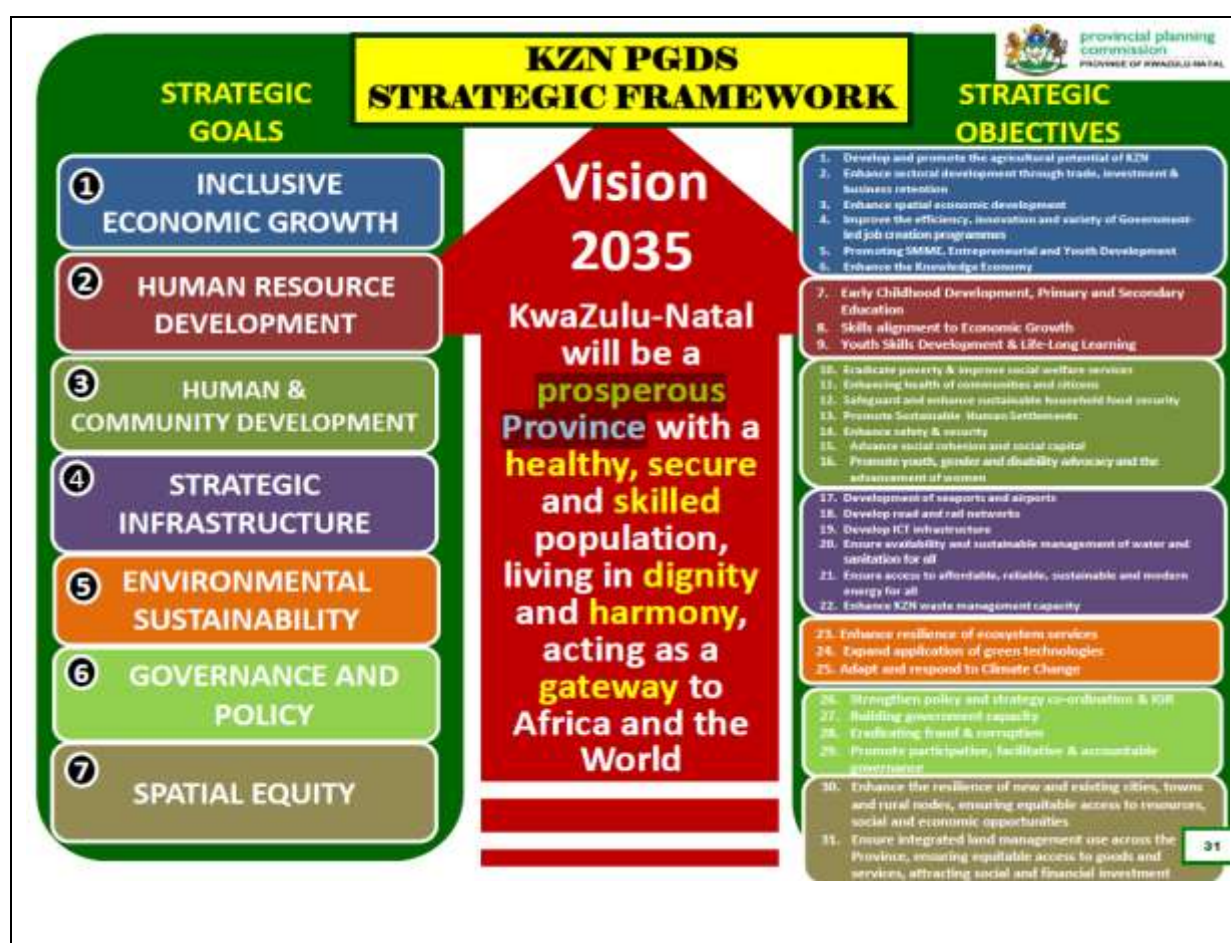 provincial planning
commission
PROVINCE OF KWAZULU-NATAL
KZN PGDS
STRATEGIC FRAMEWORK
STRATEGIC
GOALS
1
INCLUSIVE
ECONOMIC GROWTH
2
HUMAN RESOURCE
DEVELOPMENT
3
HUMAN &
COMMUNITY DEVELOPMENT
4
STRATEGIC
INFRASTRUCTURE
5
ENVIRONMENTAL
SUSTAINABILITY
6
GOVERNANCE AND
POLICY
7
SPATIAL EQUITY
Vision
2035
KwaZulu-Natal
will be a
prosperous
Province with a
healthy, secure
and skilled
population,
living in dignity
and harmony,
acting as a
gateway to
Africa and the
World
STRATEGIC
OBJECTIVES
1. Develop and promote the agricultural potential of KZN
2. Enhance sectoral development through trade, investment &
business retention
3. Enhance spatial economic development
4. Improve the efficiency, innovation and variety of Government-
led job creation programmes
5. Promoting SMME, Entrepreneurial and Youth Development
6. Enhance the Knowledge Economy
7. Early Childhood Development, Primary and Secondary
Education
8. Skills alignment to Economic Growth
9. Youth Skills Development & Life-Long Learning
10. Eradicate poverty & improve social welfare services
11. Enhancing health of communities and citizens
12. Safeguard and enhance sustainable household food security
13. Promote Sustainable Human Settlements
14. Enhance safety & security
15. Advance social cohesion and social capital
16. Promote youth, gender and disability advocacy and the
advancement of women
17. Development of seaports and airports
18. Develop road and rail networks
19. Develop ICT infrastructure
20. Ensure availability and sustainable management of water and
sanitation for all
21. Ensure access to affordable, reliable, sustainable and modern
energy for all
22. Enhance KZN waste management capacity
23. Enhance resilience of ecosystem services
24. Expand application of green technologies
25. Adapt and respond to Climate Change
26. Strengthen policy and strategy co-ordination & IGR
27. Building government capacity
28. Eradicating fraud & corruption
29. Promote participative, facilitative & accountable
governance
30. Enhance the resilience of new and existing cities, towns
and rural nodes, ensuring equitable access to resources,
social and economic opportunities
31. Ensure integrated land management use across the
Province, ensuring equitable access to goods and
services, attracting social and financial investment
31